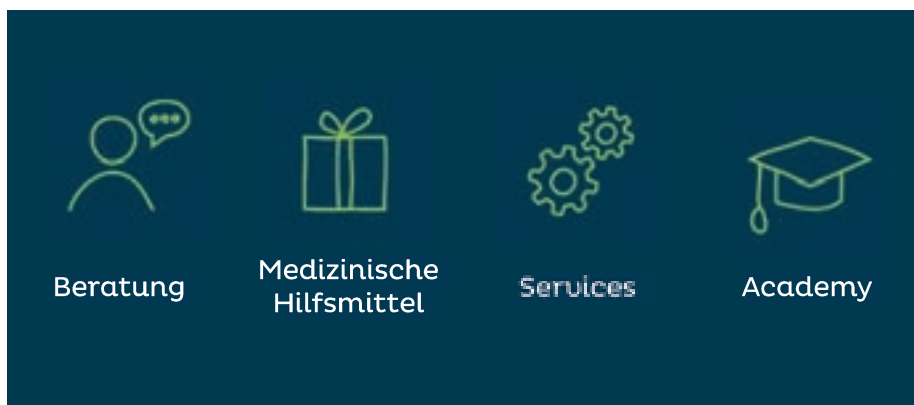 Beratung
Medizinische
Hilfsmittel
Services
Academy